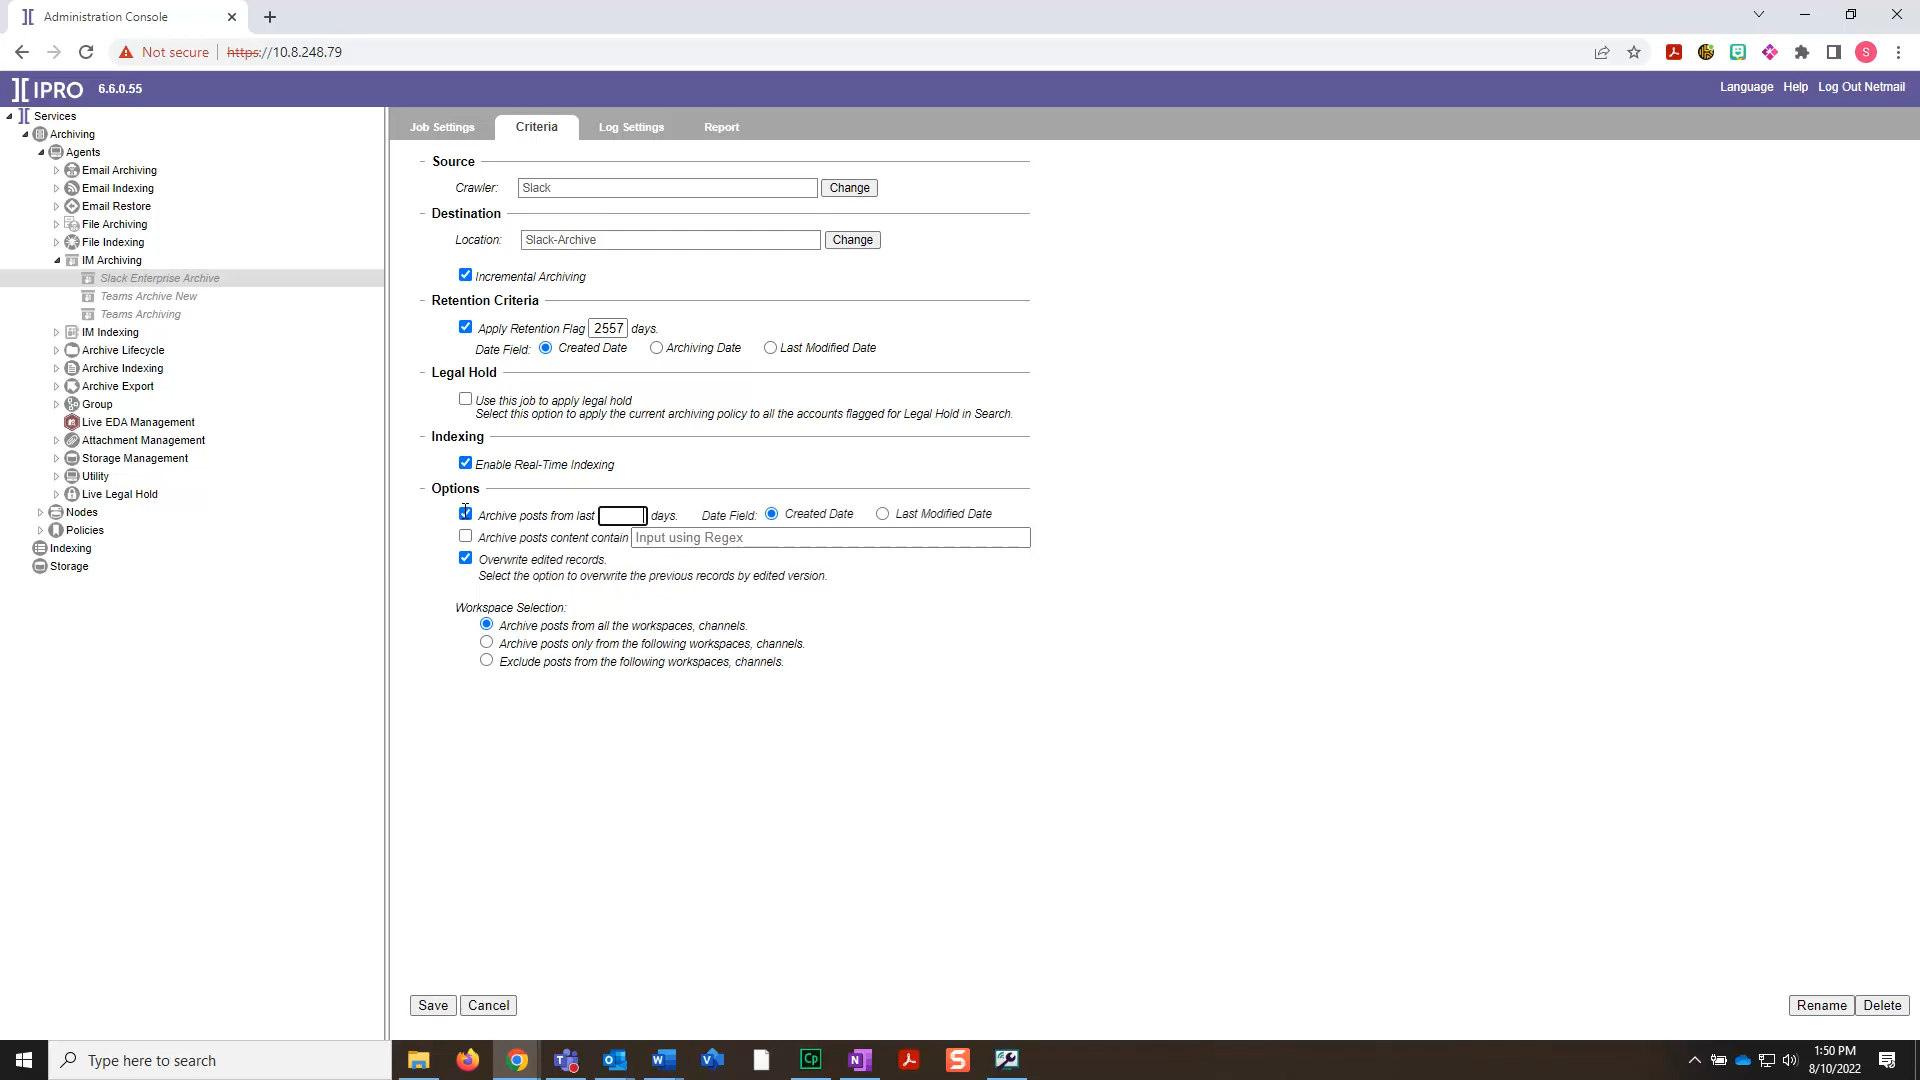 Administration Console
Not secure https://10.8.248.79
S
IPRO 6.6.0.55
Language Help Log Out Netmail
Services
Archiving
Agents
Email Archiving
Email Indexing
Email Restore
File Archiving
File Indexing
IM Archiving
Slack Enterprise Archive
Teams Archive New
Teams Archiving
IM Indexing
Archive Lifecycle
Archive Indexing
Archive Export
Group
Live EDA Management
Attachment Management
Storage Management
Utility
Live Legal Hold
Nodes
Policies
Indexing
Storage
Job Settings Criteria Log Settings Report
Source
Crawler: Slack Change
Destination
Location: Slack-Archive Change
Incremental Archiving
Retention Criteria
Apply Retention Flag 2557 days.
Date Field: Created Date Archiving Date Last Modified Date
Legal Hold
Use this job to apply legal hold
Select this option to apply the current archiving policy to all the accounts flagged for Legal Hold in Search.
Indexing
Enable Real-Time Indexing
Options
Archive posts from last days. Date Field: Created Date Last Modified Date
Archive posts content contain Input using Regex
Overwrite edited records.
Select the option to overwrite the previous records by edited version.
Workspace Selection:
Archive posts from all the workspaces, channels.
Archive posts only from the following workspaces, channels.
Exclude posts from the following workspaces, channels.
Save Cancel
Rename Delete
Type here to search
Cp
1:50 PM
8/10/2022